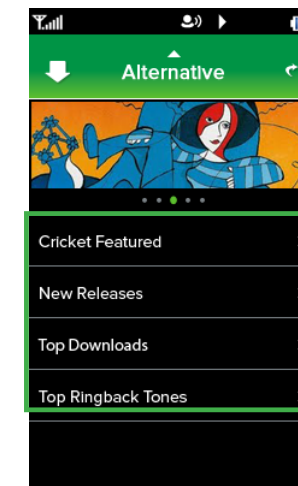 Alternative
Cricket Featured
New Releases
Top Downloads
Top Ringback Tones